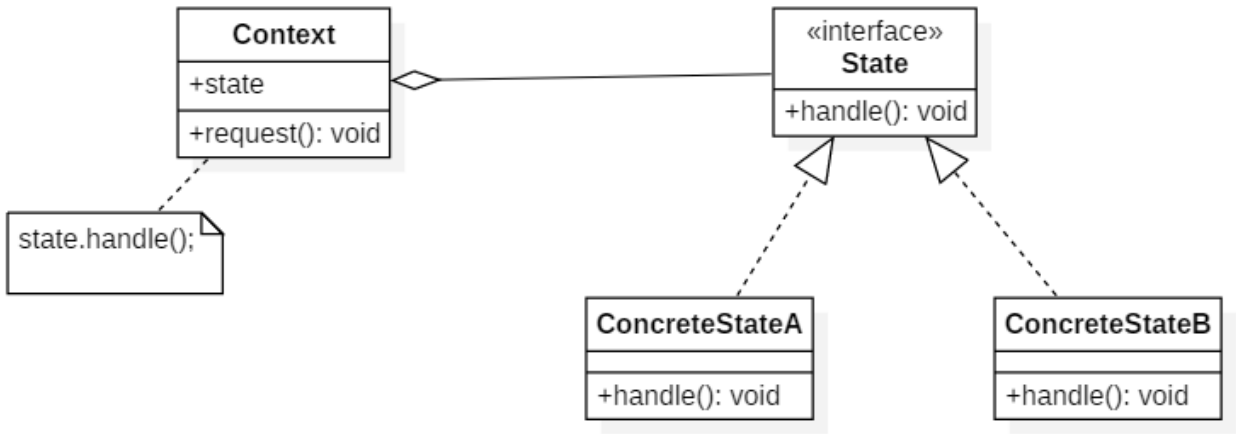 Context
+state
+request(): void
state.handle();
«interface»
State
+handle(): void
ConcreteStateA
+handle(): void
ConcreteStateB
+handle(): void